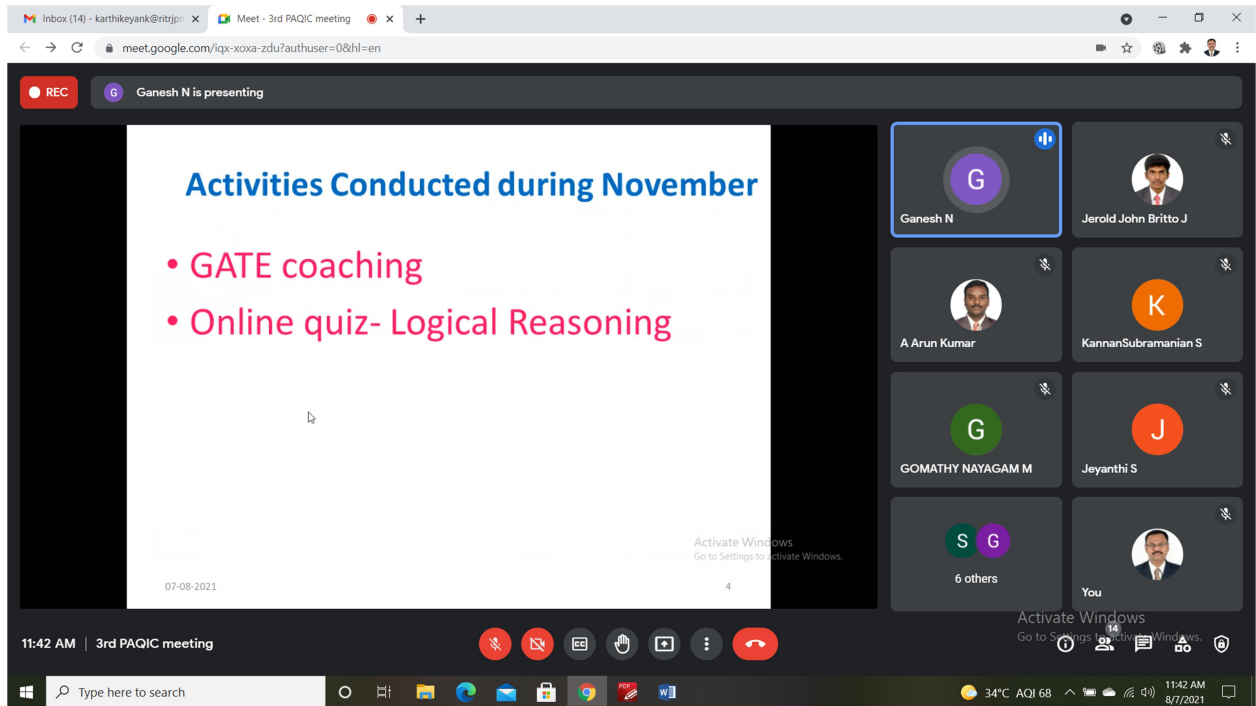 Inbox (14) - karthikeyank@ritrjpm
Meet - 3rd PAQIC meeting
meet.google.com/iqx-xoxa-zdu?authuser=0&hl=en
REC
G
Ganesh N is presenting
Activities Conducted during November
• GATE coaching
• Online quiz- Logical Reasoning
Activate Windows
Go to Settings to activate Windows.
07-08-2021
4
G
Ganesh N
Jerold John Britto J
A Arun Kumar
K
KannanSubramanian S
G
GOMATHY NAYAGAM M
J
Jeyanthi S
S G
6 others
You
Activate Windows
Go to Settings to activate Windows.
11:42 AM | 3rd PAQIC meeting
CC
14
Type here to search
PDF
W
34°C AQI 68
11:42 AM
8/7/2021